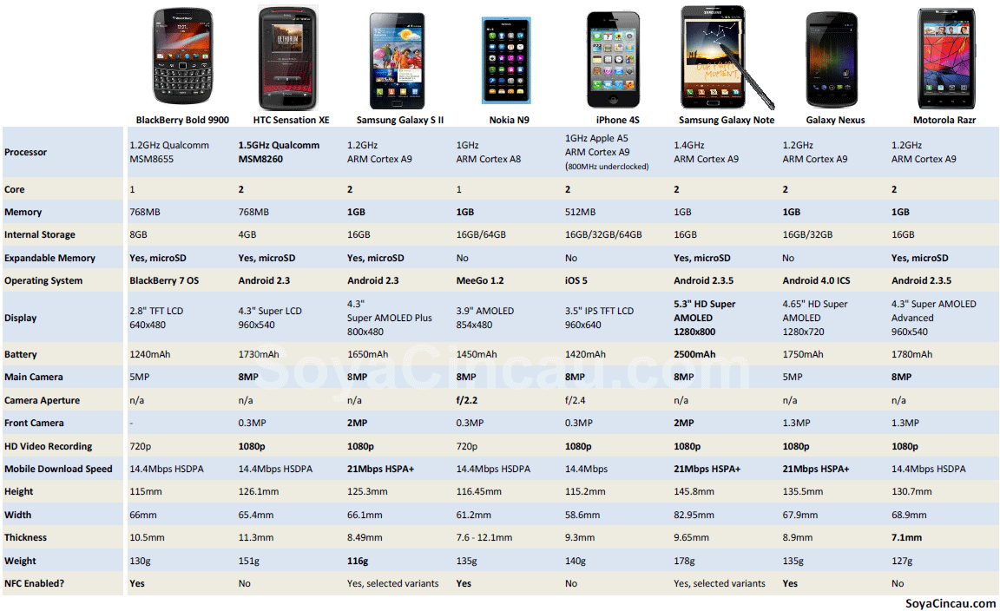 BlackBerry Bold 9900 HTC Sensation XE Samsung Galaxy S II Nokia N9 iPhone 4S Samsung Galaxy Note Galaxy Nexus Motorola Razr
Processor 1.2GHz Qualcomm MSM8655 1.5GHz Qualcomm MSM8260 1.2GHz ARM Cortex A9 1GHz ARM Cortex A8 1GHz Apple A5 ARM Cortex A9 (800MHz underclocked) 1.4GHz ARM Cortex A9 1.2GHz ARM Cortex A9 1.2GHz ARM Cortex A9
Core 1 2 2 1 2 2 2 2
Memory 768MB 768MB 1GB 1GB 512MB 1GB 1GB 1GB
Internal Storage 8GB 4GB 16GB 16GB/64GB 16GB/32GB/64GB 16GB 16GB/32GB 16GB
Expandable Memory Yes, microSD Yes, microSD Yes, microSD No No Yes, microSD No Yes, microSD
Operating System BlackBerry 7 OS Android 2.3 Android 2.3 MeeGo 1.2 iOS 5 Android 2.3.5 Android 4.0 ICS Android 2.3.5
Display 2.8" TFT LCD 640x480 4.3" Super LCD 960x540 4.3" Super AMOLED Plus 800x480 3.9" AMOLED 854x480 3.5" IPS TFT LCD 960x640 5.3" HD Super AMOLED 1280x800 4.65" HD Super AMOLED 1280x720 4.3" Super AMOLED Advanced 960x540
Battery 1240mAh 1730mAh 1650mAh 1450mAh 1420mAh 2500mAh 1750mAh 1780mAh
Main Camera 5MP 8MP 8MP 8MP 8MP 8MP 5MP 8MP
SoyaCincau.com
Camera Aperture n/a n/a n/a f/2.2 f/2.4 n/a n/a n/a
Front Camera - 0.3MP 2MP 0.3MP 0.3MP 2MP 1.3MP 1.3MP
HD Video Recording 720p 1080p 1080p 720p 1080p 1080p 1080p 1080p
Mobile Download Speed 14.4Mbps HSDPA 14.4Mbps HSDPA 21Mbps HSPA+ 14.4Mbps HSDPA 14.4Mbps 21Mbps HSPA+ 21Mbps HSPA+ 14.4Mbps HSDPA
Height 115mm 126.1mm 125.3mm 116.45mm 115.2mm 145.8mm 135.5mm 130.7mm
Width 66mm 65.4mm 66.1mm 61.2mm 58.6mm 82.95mm 67.9mm 68.9mm
Thickness 10.5mm 11.3mm 8.49mm 7.6 - 12.1mm 9.3mm 9.65mm 8.9mm 7.1mm
Weight 130g 151g 116g 135g 140g 178g 135g 127g
NFC Enabled? Yes No Yes, selected variants Yes No Yes, selected variants Yes No
SoyaCincau.com